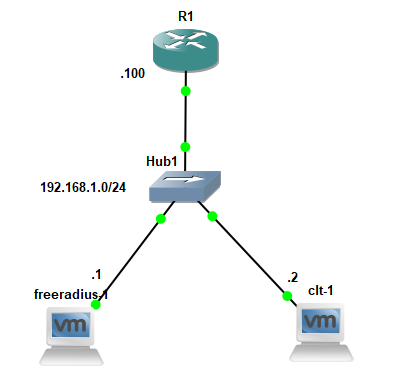 R1
.100
Hub1
192.168.1.0/24
.1
.2
freeradius-1
clt-1
vm
vm